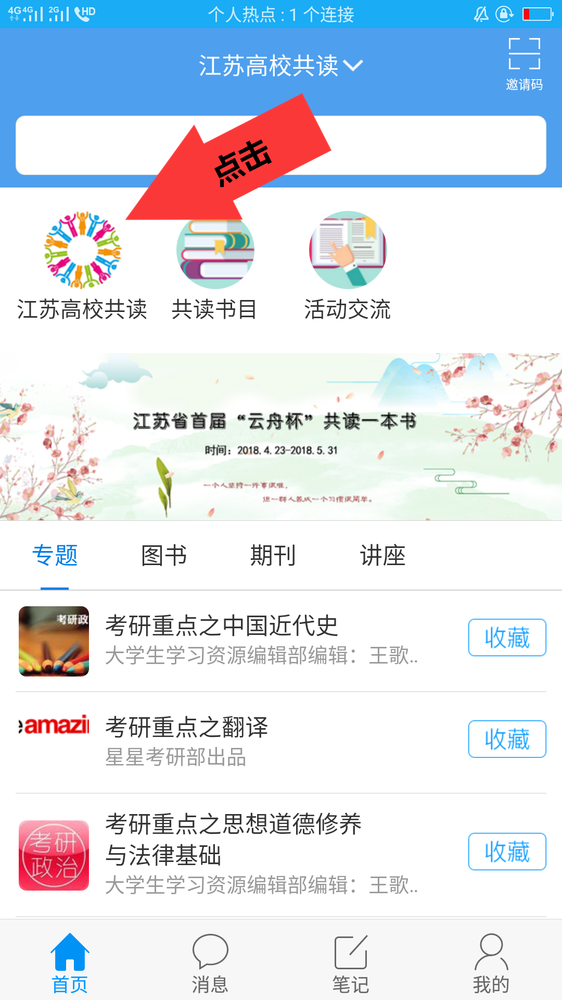 4G 4G 2G HD 个人热点 : 1 个连接
江苏高校共读
邀请码
点击
江苏高校共读 共读书目 活动交流
江苏省首届“云舟杯”共读一本书
时间：2018.4.23-2018.5.31
一个人坚持一件事很难，
但一群人养成一个习惯很简单。
专题 图书 期刊 讲座
考研政
考研重点之中国近代史
大学生学习资源编辑部编辑：王歌..
收藏
e amazi
考研重点之翻译
星星考研部出品
收藏
考研
政治
考研重点之思想道德修养
与法律基础
大学生学习资源编辑部编辑：王歌..
收藏
首页 消息 笔记 我的